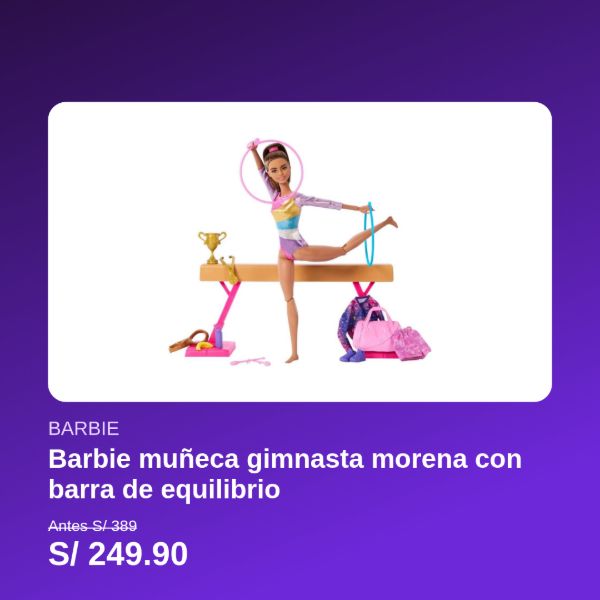 BARBIE
Barbie muñeca gimnasta morena con
barra de equilibrio
Antes S/ 389
S/ 249.90